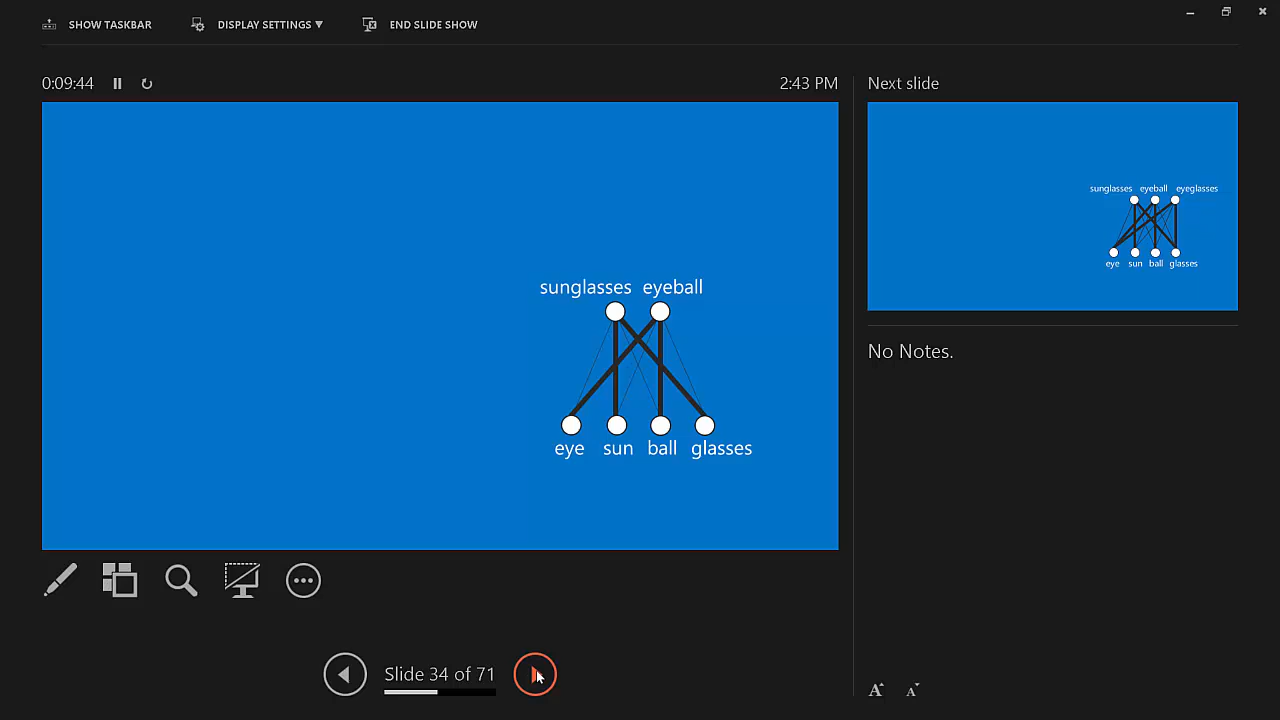 SHOW TASKBAR
DISPLAY SETTINGS ▼
END SLIDE SHOW
0:09:44
2:43 PM
sunglasses eyeball
eye sun ball glasses
Slide 34 of 71
Next slide
sunglasses eyeball eyeglasses
eye sun ball glasses
No Notes.
A A